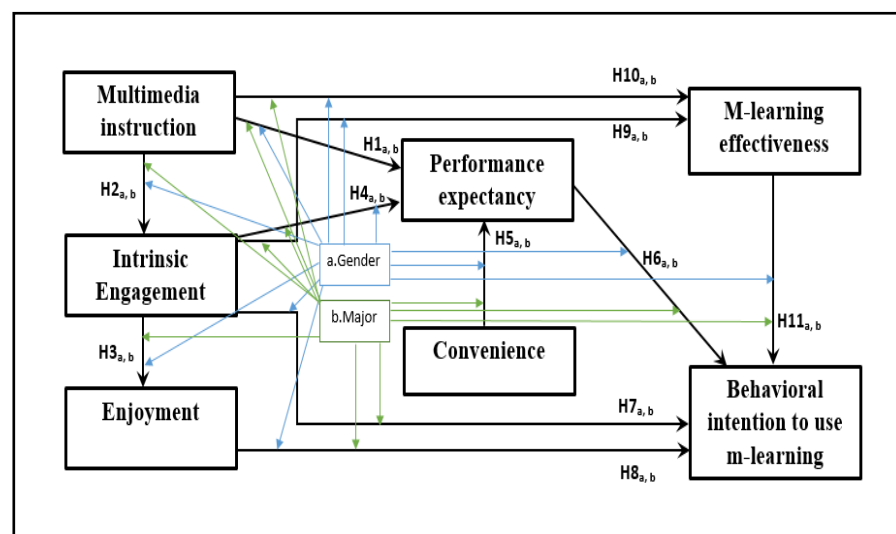 H10a, b
Multimedia
instruction
M-learning
effectiveness
H9a, b
H1a, b
Performance
expectancy
H2a, b
H4a, b
H5a, b
a.Gender
H6a, b
Intrinsic
Engagement
b.Major
H11a, b
Convenience
H3a, b
Enjoyment
Behavioral
intention to use
m-learning
H7a, b
H8a, b